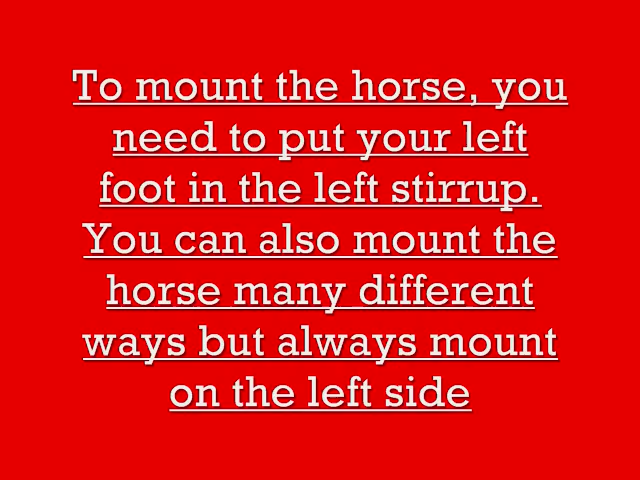 To mount the horse, you
need to put your left
foot in the left stirrup.
You can also mount the
horse many different
ways but always mount
on the left side